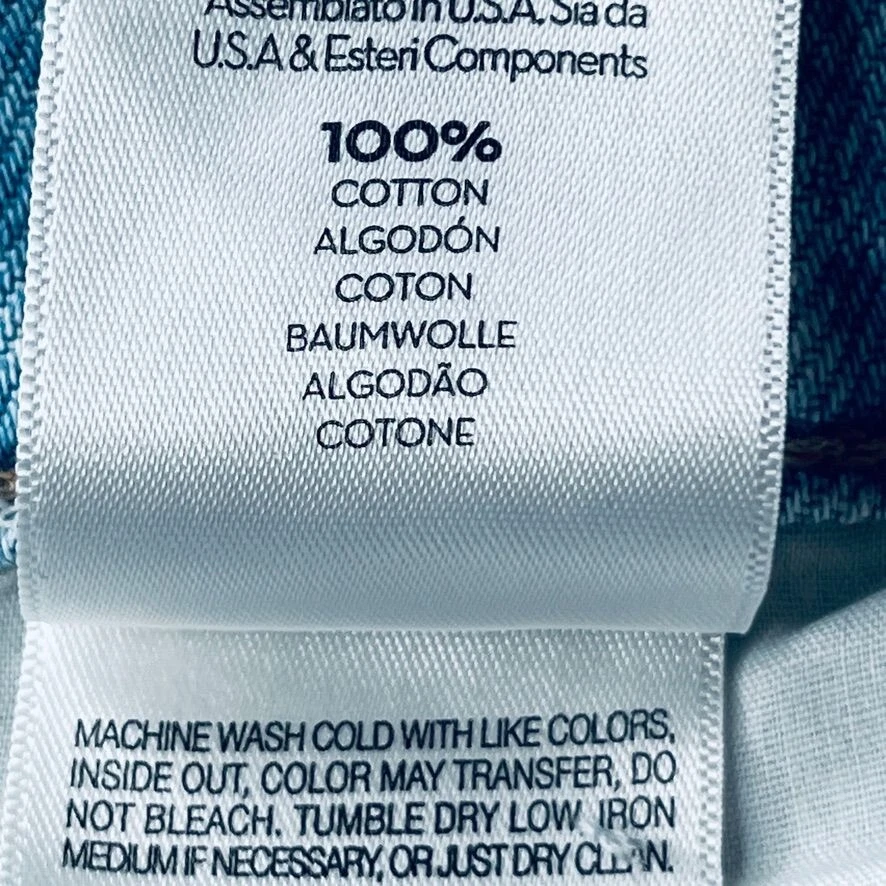 Assemblato in U.S.A. Sia da
U.S.A & Esteri Components
100%
COTTON
ALGODÓN
COTON
BAUMWOLLE
ALGODÃO
COTONE
MACHINE WASH COLD WITH LIKE COLORS,
INSIDE OUT, COLOR MAY TRANSFER, DO
NOT BLEACH. TUMBLE DRY LOW, IRON
MEDIUM IF NECESSARY, OR JUST DRY CLEAN.